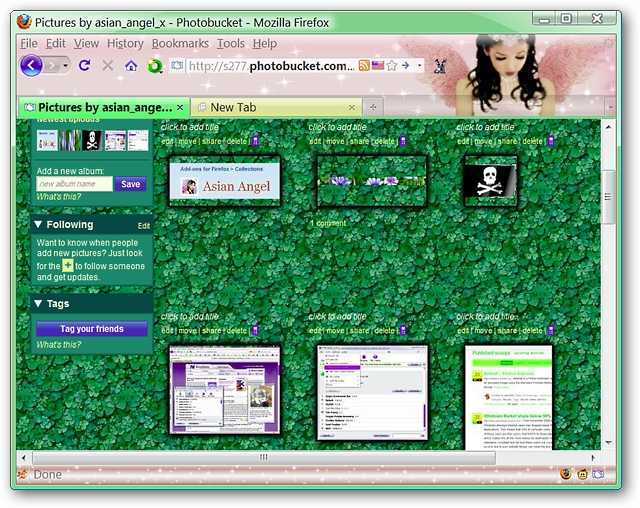 Pictures by asian_angel_x - Photobucket - Mozilla Firefox
File Edit View History Bookmarks Tools Help
http://s277.photobucket.com...
Pictures by asian_ange...
New Tab
newest uploads
click to add title
click to add title
click to add title
edit | move | share | delete |
edit | move | share | delete |
edit | move | share | delete |
Add-ons for Firefox > Collections
Asian Angel
Add a new album:
new album name
Save
What's this?
1 comment
Following
Edit
Want to know when people
add new pictures? Just look
for the + to follow someone
and get updates.
Tags
Tag your friends
What's this?
click to add title
click to add title
click to add title
edit | move | share | delete |
edit | move | share | delete |
edit | move | share | delete |
Done